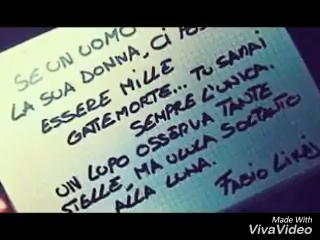 SE UN UOMO
LA SUA DONNA, CI POS
ESSERE MILLE
GATEMORTE... TU SARAI
SEMPRE L'UNICA.
UN LUPO OSSERVA TANTE
STELLE, MA ULULA SOLTANTO
ALLA LUNA.
FABIO
Made With
VivaVideo